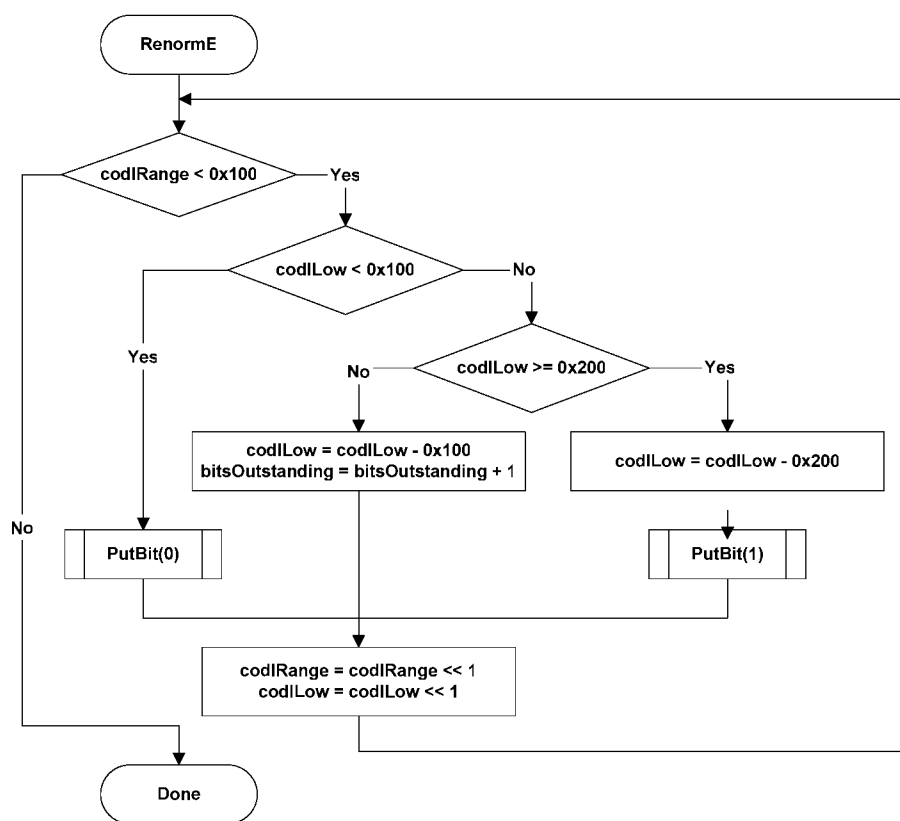 RenormE
codIRange < 0x100
Yes
codILow < 0x100
No
Yes
codILow >= 0x200
No
Yes
codILow = codILow - 0x100
bitsOutstanding = bitsOutstanding + 1
codILow = codILow - 0x200
No
PutBit(0)
PutBit(1)
codIRange = codIRange << 1
codILow = codILow << 1
Done